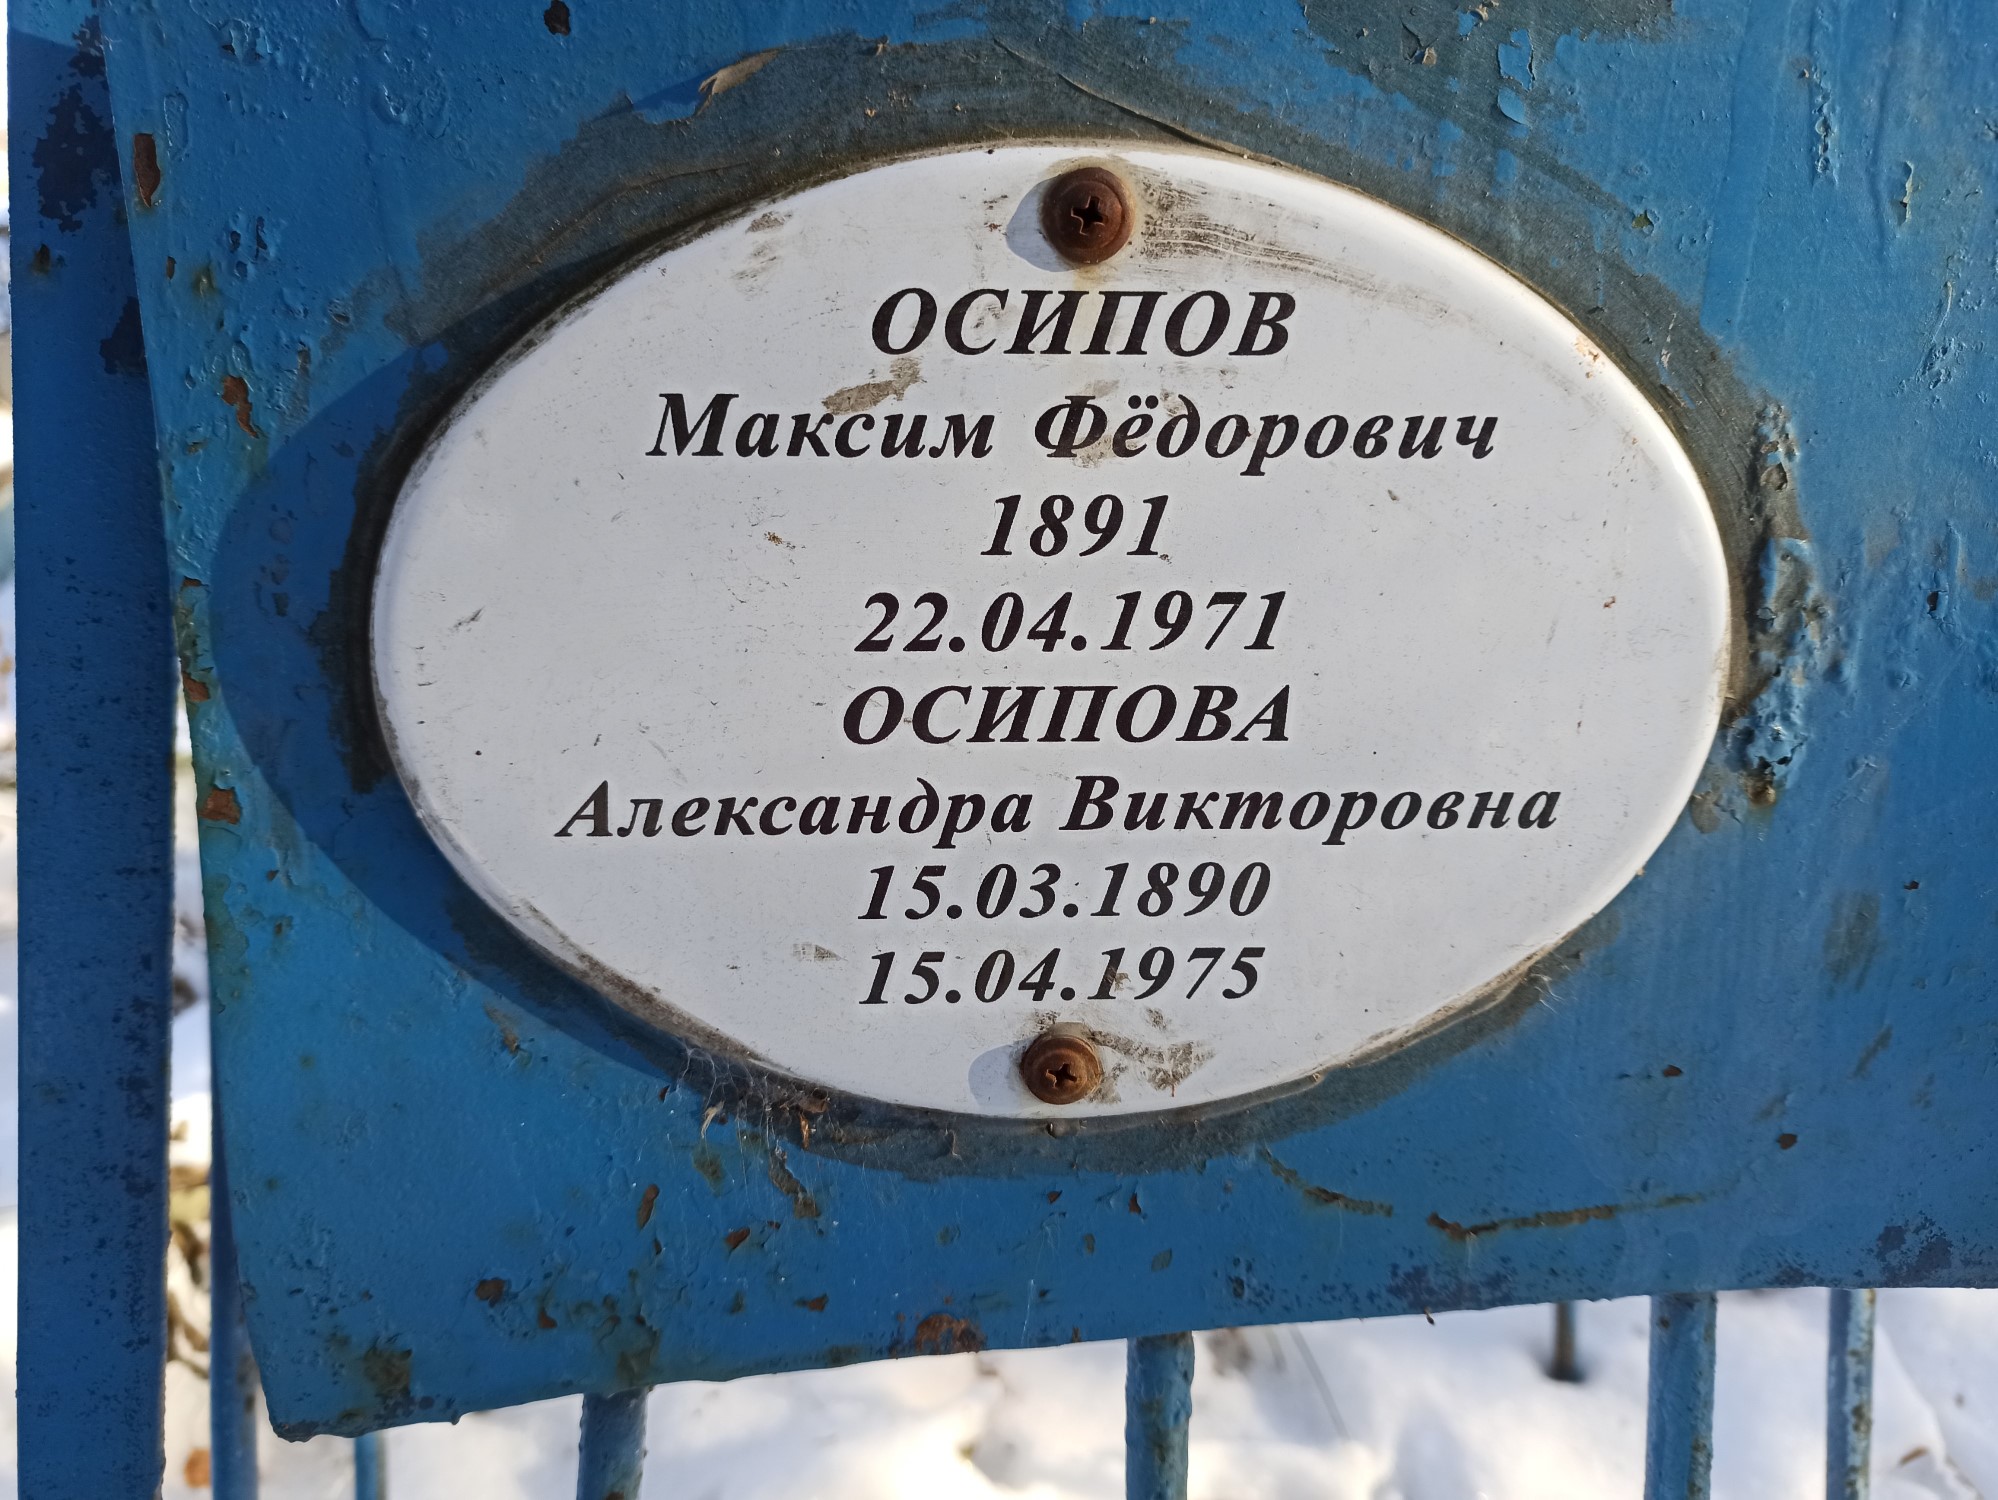 ОСИПОВ
Максим Фёдорович
1891
22.04.1971
ОСИПОВА
Александра Викторовна
15.03.1890
15.04.1975